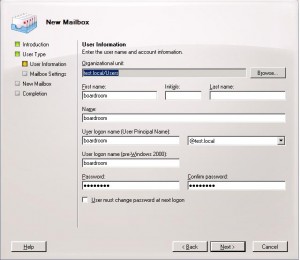 New Mailbox
Introduction
User Type
User Information
Mailbox Settings
New Mailbox
Completion
User Information
Enter the user name and account information.
Organizational unit:
test.local/Users
Browse...
First name:
Initials:
Last name:
boardroom
Name:
boardroom
User logon name (User Principal Name):
boardroom
@test.local
User logon name (pre-Windows 2000):
boardroom
Password:
Confirm password:
●●●●●●●●
●●●●●●●●
User must change password at next logon
Help
< Back
Next >
Cancel